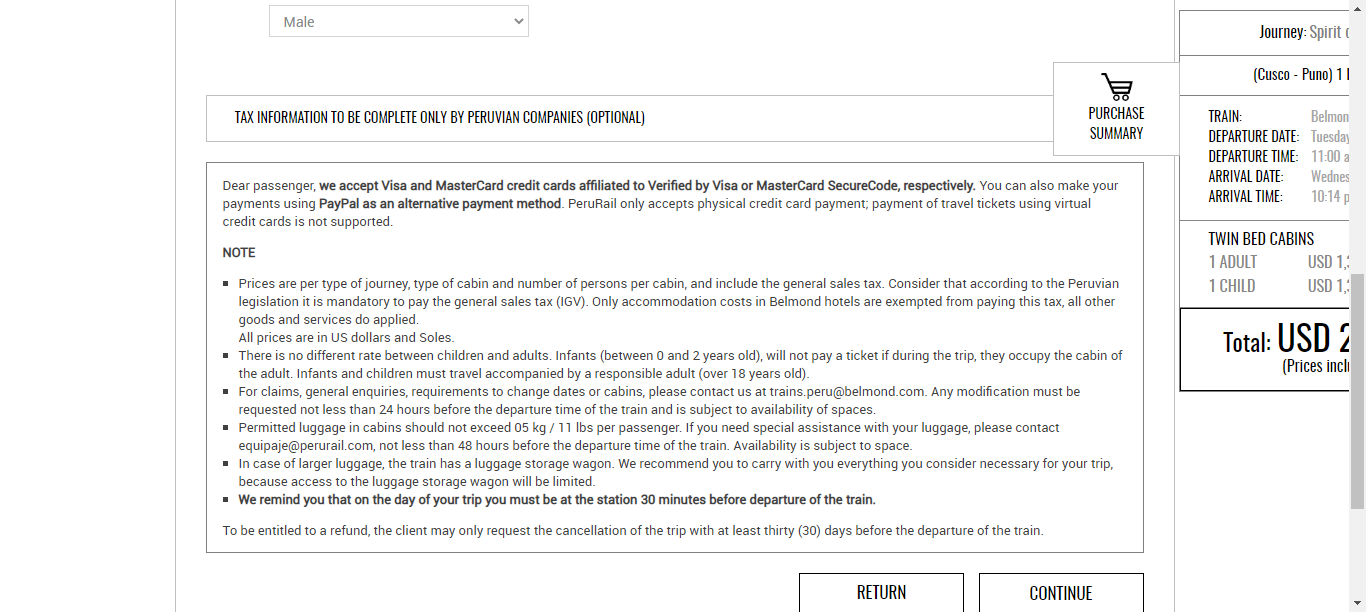 Male
TAX INFORMATION TO BE COMPLETE ONLY BY PERUVIAN COMPANIES (OPTIONAL)
PURCHASE
SUMMARY
Dear passenger, we accept Visa and MasterCard credit cards affiliated to Verified by Visa or MasterCard SecureCode, respectively. You can also make your
payments using PayPal as an alternative payment method. PeruRail only accepts physical credit card payment; payment of travel tickets using virtual
credit cards is not supported.
NOTE
Prices are per type of journey, type of cabin and number of persons per cabin, and include the general sales tax. Consider that according to the Peruvian
legislation it is mandatory to pay the general sales tax (IGV). Only accommodation costs in Belmond hotels are exempted from paying this tax, all other
goods and services do applied.
All prices are in US dollars and Soles.
There is no different rate between children and adults. Infants (between 0 and 2 years old), will not pay a ticket if during the trip, they occupy the cabin of
the adult. Infants and children must travel accompanied by a responsible adult (over 18 years old).
For claims, general enquiries, requirements to change dates or cabins, please contact us at trains.peru@belmond.com. Any modification must be
requested not less than 24 hours before the departure time of the train and is subject to availability of spaces.
Permitted luggage in cabins should not exceed 05 kg / 11 lbs per passenger. If you need special assistance with your luggage, please contact
equipaje@perurail.com, not less than 48 hours before the departure time of the train. Availability is subject to space.
In case of larger luggage, the train has a luggage storage wagon. We recommend you to carry with you everything you consider necessary for your trip,
because access to the luggage storage wagon will be limited.
We remind you that on the day of your trip you must be at the station 30 minutes before departure of the train.
To be entitled to a refund, the client may only request the cancellation of the trip with at least thirty (30) days before the departure of the train.
RETURN
CONTINUE
Journey: Spirit
(Cusco - Puno) 1
TRAIN: Belmon
DEPARTURE DATE: Tuesday
DEPARTURE TIME: 11:00 a
ARRIVAL DATE: Wednes
ARRIVAL TIME: 10:14 p
TWIN BED CABINS
1 ADULT USD 1,
1 CHILD USD 1,
Total: USD 2
(Prices inclu